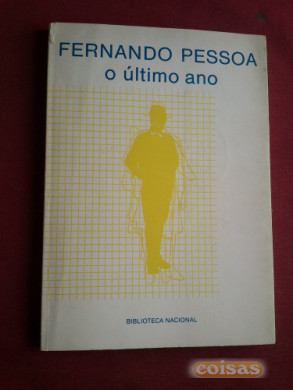 FERNANDO PESSOA
o último ano
BIBLIOTECA NACIONAL
coisas